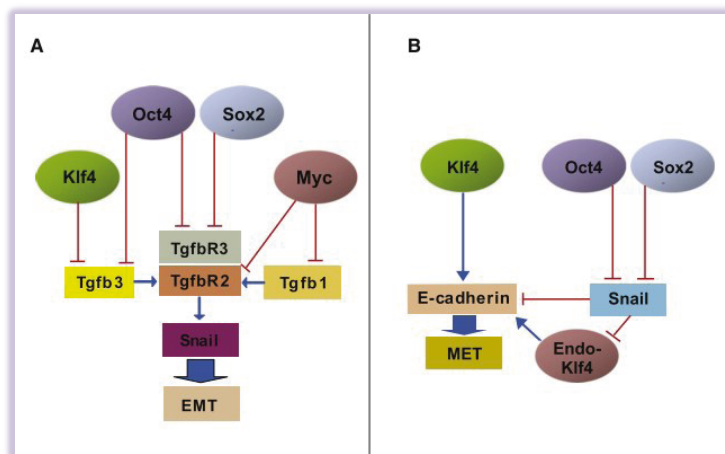 A
Oct4
Sox2
Klf4
Myc
TgfbR3
Tgfb3
TgfbR2
Tgfb1
Snail
EMT
B
Klf4
Oct4
Sox2
E-cadherin
Snail
MET
Endo-
Klf4